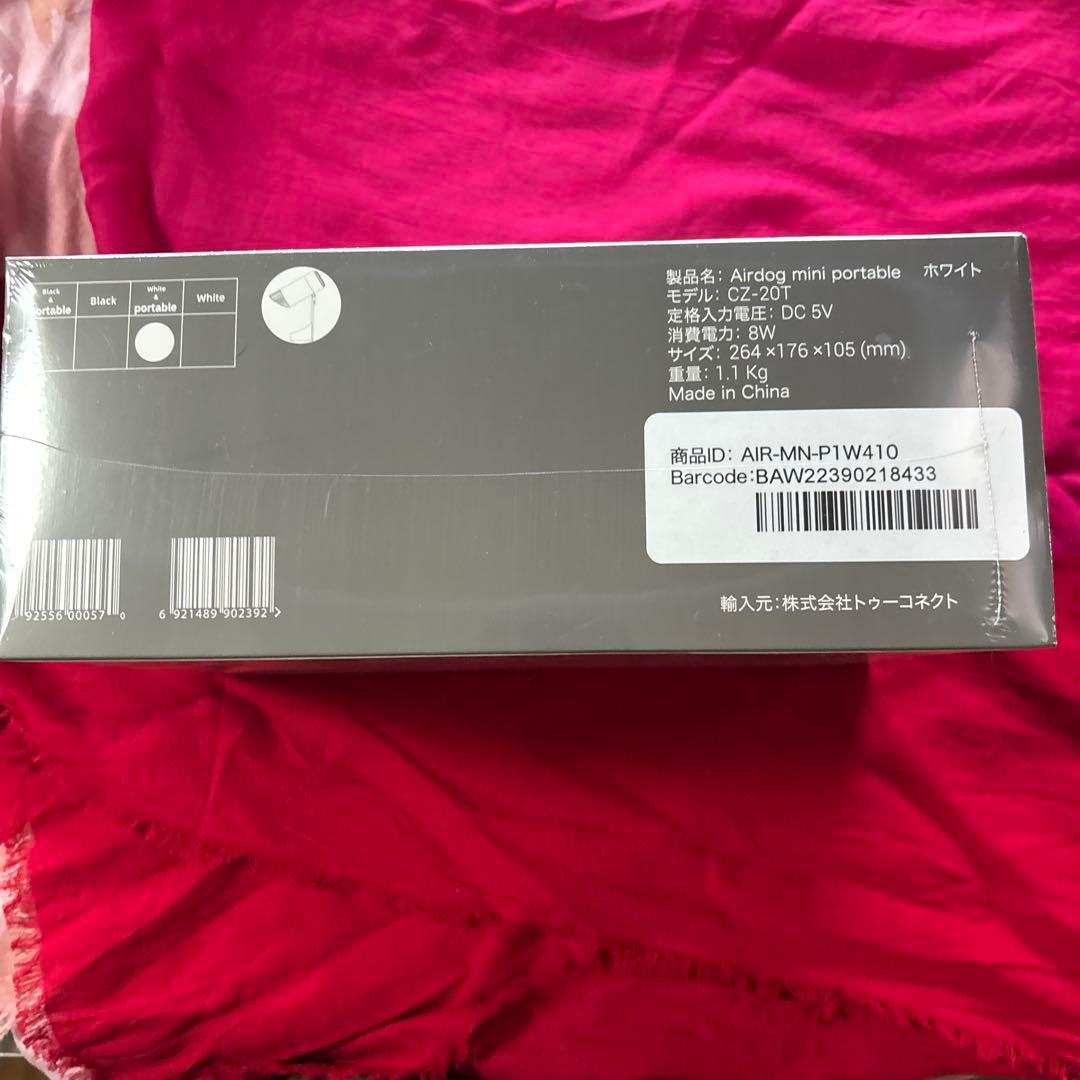 Black
&
portable
Black
White
&
portable
White
製品名: Airdog mini portable ホワイト
モデル: CZ-20T
定格入力電圧: DC 5V
消費電力: 8W
サイズ: 264×176×105 (mm)
重量: 1.1 Kg
Made in China
商品ID: AIR-MN-P1W410
Barcode:BAW22390218433
92556 00057 0
6 921489 902392 >
輸入元:株式会社トゥーコネクト